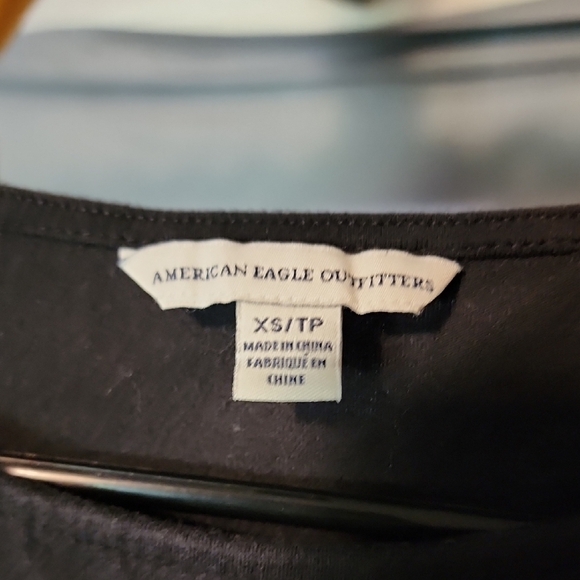 AMERICAN EAGLE OUTFITTERS
XS/TP
MADE IN CHINA
FABRIQUÉ EN
CHINE